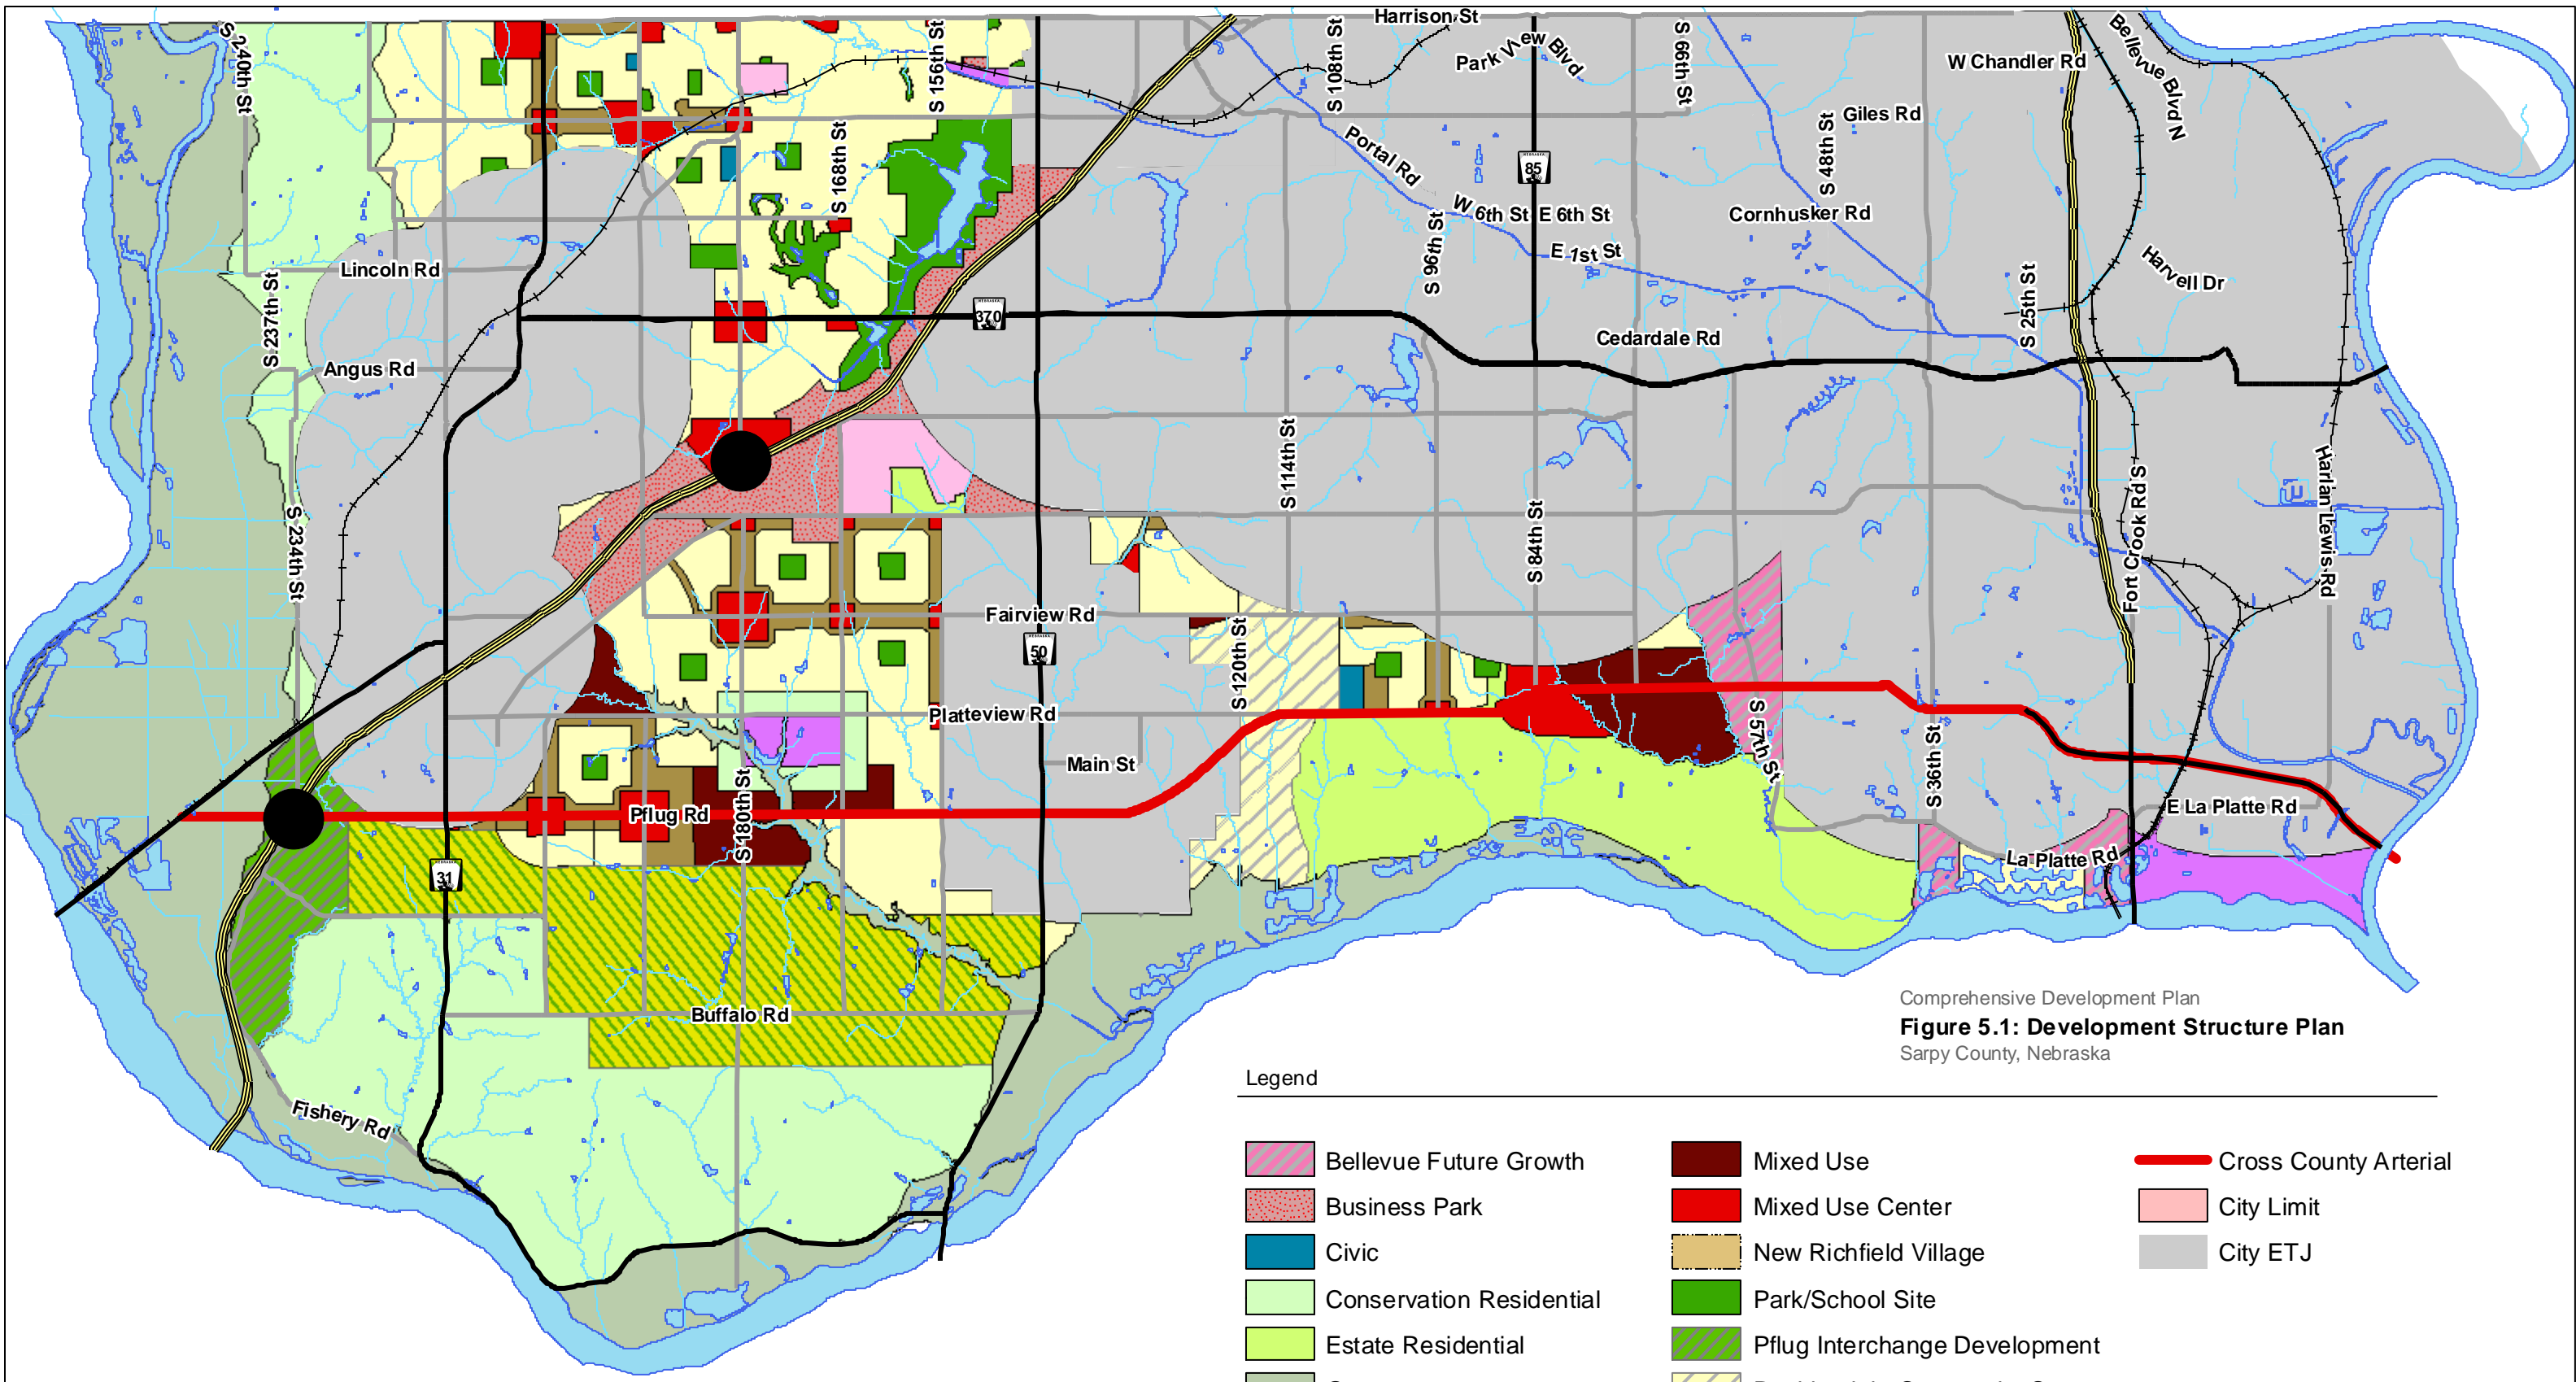 Harrison St
S 240th St
S 156th St
S 108th St
Park View Blvd
S 66th St
W Chandler Rd
Bellevue Blvd N
Giles Rd
S 48th St
S 168th St
Portal Rd
85
W 6th St
E 6th St
Cornhusker Rd
S 96th St
E 1st St
Harvell Dr
Lincoln Rd
S 237th St
S 25th St
370
Cedardale Rd
Angus Rd
S 114th St
S 84th St
Fort Crook Rd S
Harlan Lewis Rd
S 234th St
Fairview Rd
50
S 120th St
Platteview Rd
S 57th St
Main St
S 36th St
S 180th St
Pflug Rd
E La Platte Rd
La Platte Rd
31
Buffalo Rd
Fishery Rd
Comprehensive Development Plan
Figure 5.1: Development Structure Plan
Sarpy County, Nebraska
Legend
Bellevue Future Growth
Business Park
Civic
Conservation Residential
Estate Residential
Mixed Use
Mixed Use Center
New Richfield Village
Park/School Site
Pflug Interchange Development
Cross County Arterial
City Limit
City ETJ